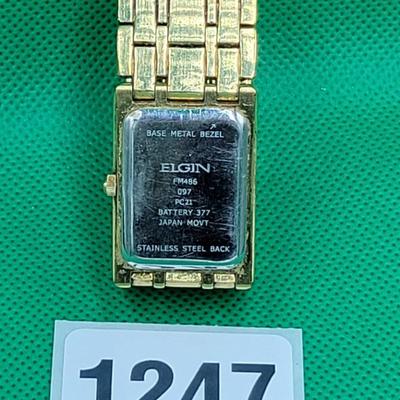 BASE METAL BEZEL
ELGIN
FM486
097
PC21
BATTERY 377
JAPAN MOVT
STAINLESS STEEL BACK
1247